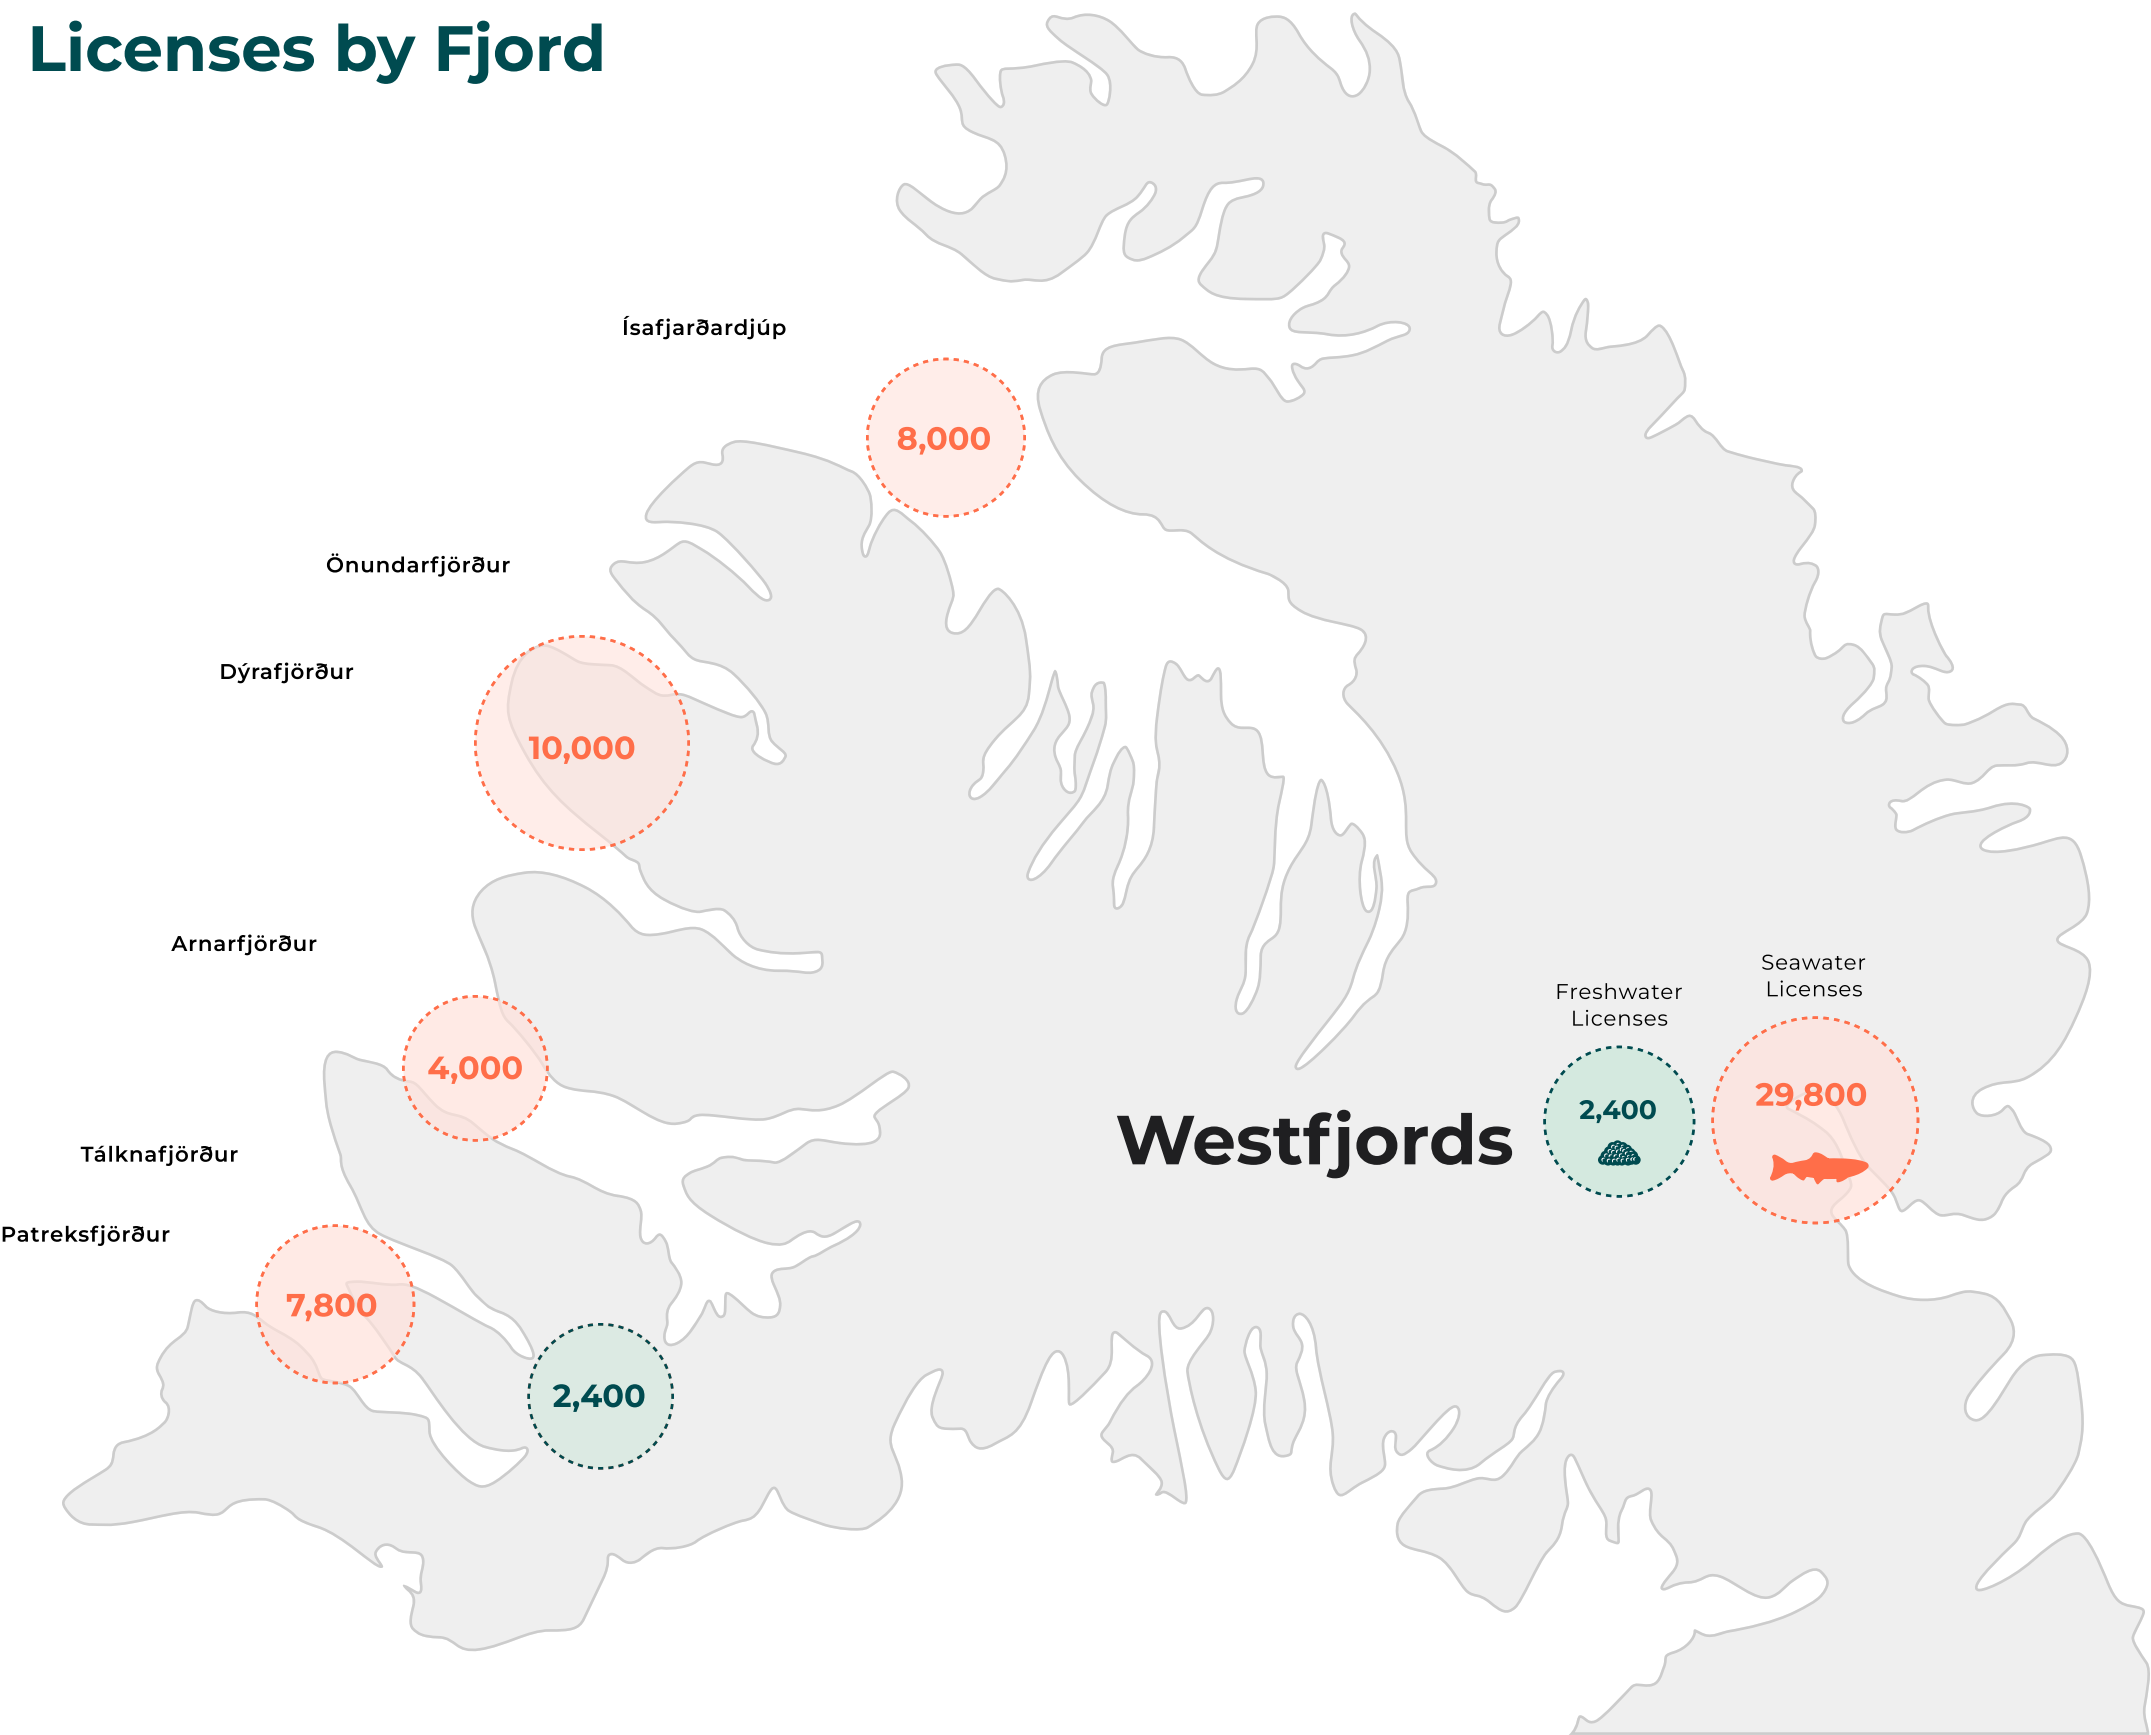 Licenses by Fjord
Ísafjarðardjúp
8,000
Önundarfjörður
Dýrafjörður
10,000
Arnarfjörður
4,000
Tálknafjörður
Patreksfjörður
7,800
2,400
Westfjords
Freshwater
Licenses
2,400
Seawater
Licenses
29,800